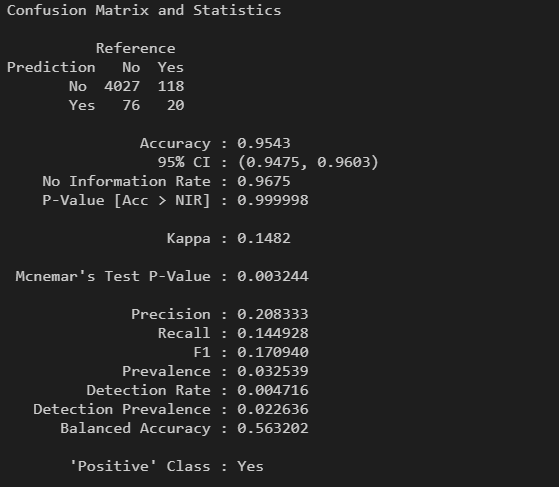 Confusion Matrix and Statistics
Reference
Prediction No Yes
No 4027 118
Yes 76 20
Accuracy : 0.9543
95% CI : (0.9475, 0.9603)
No Information Rate : 0.9675
P-Value [Acc > NIR] : 0.999998
Kappa : 0.1482
Mcnemar's Test P-Value : 0.003244
Precision : 0.208333
Recall : 0.144928
F1 : 0.170940
Prevalence : 0.032539
Detection Rate : 0.004716
Detection Prevalence : 0.022636
Balanced Accuracy : 0.563202
'Positive' Class : Yes